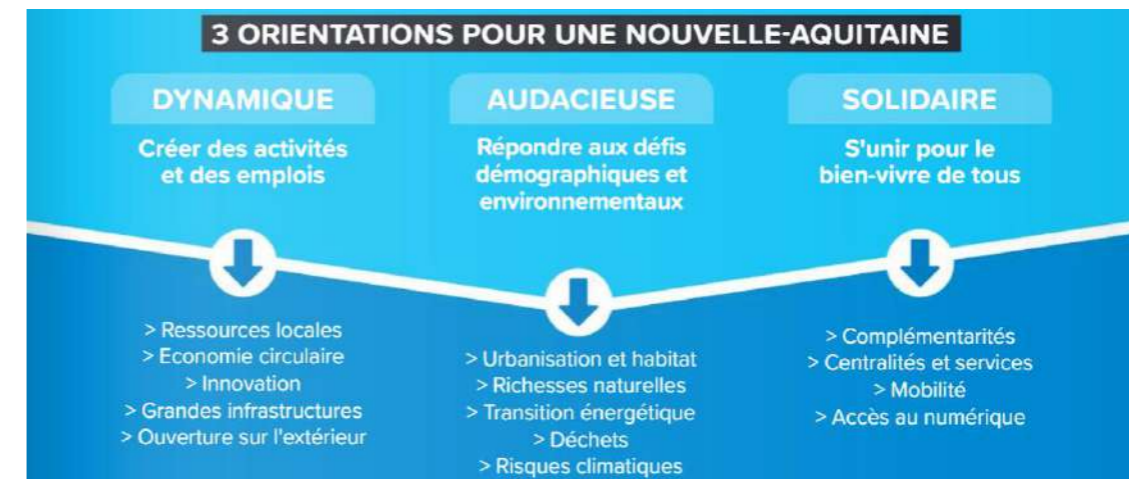 3 ORIENTATIONS POUR UNE NOUVELLE-AQUITAINE
DYNAMIQUE
Créer des activités
et des emplois
> Ressources locales
> Economie circulaire
> Innovation
> Grandes infrastructures
> Ouverture sur l'extérieur
AUDACIEUSE
Répondre aux défis
démographiques et
environnementaux
> Urbanisation et habitat
> Richesses naturelles
> Transition énergétique
> Déchets
> Risques climatiques
SOLIDAIRE
S'unir pour le
bien-vivre de tous
> Complémentarités
> Centralités et services
> Mobilité
> Accès au numérique